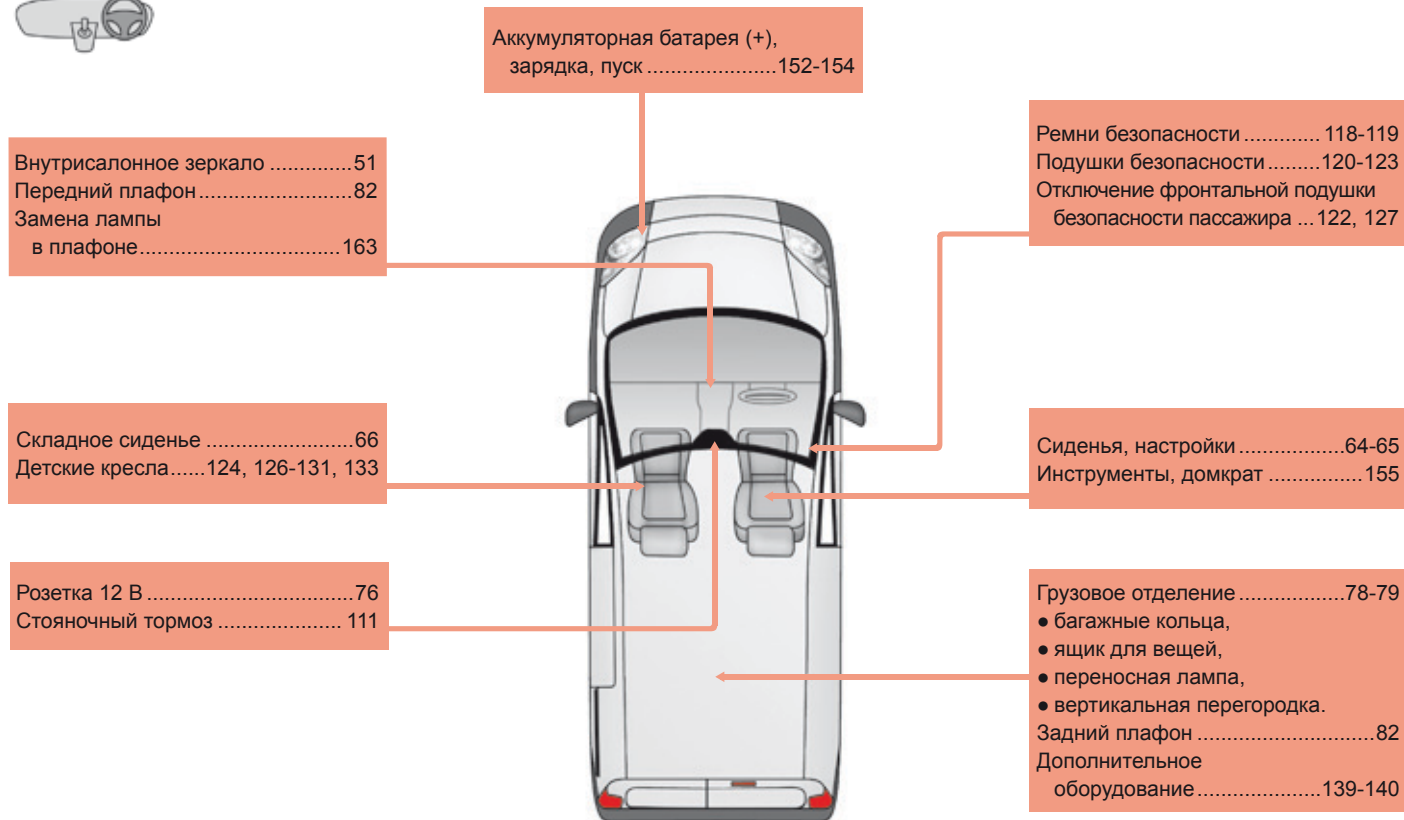 Аккумуляторная батарея (+),
зарядка, пуск ......................152-154
Внутрисалонное зеркало ..............51
Передний плафон..........................82
Замена лампы
в плафоне..................................163
Ремни безопасности............. 118-119
Подушки безопасности.........120-123
Отключение фронтальной подушки
безопасности пассажира ...122, 127
Складное сиденье .........................66
Детские кресла......124, 126-131, 133
Сиденья, настройки..................64-65
Инструменты, домкрат ................155
Розетка 12 В ...................................76
Стояночный тормоз ..................... 111
Грузовое отделение..................78-79
● багажные кольца,
● ящик для вещей,
● переносная лампа,
● вертикальная перегородка.
Задний плафон ..............................82
Дополнительное
оборудование.....................139-140